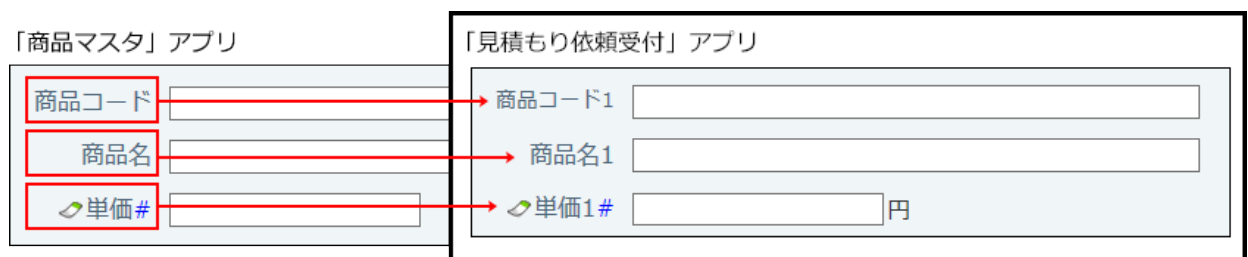 「商品マスタ」アプリ
商品コード
商品名
単価#
「見積もり依頼受付」アプリ
商品コード1
商品名1
単価1# 円